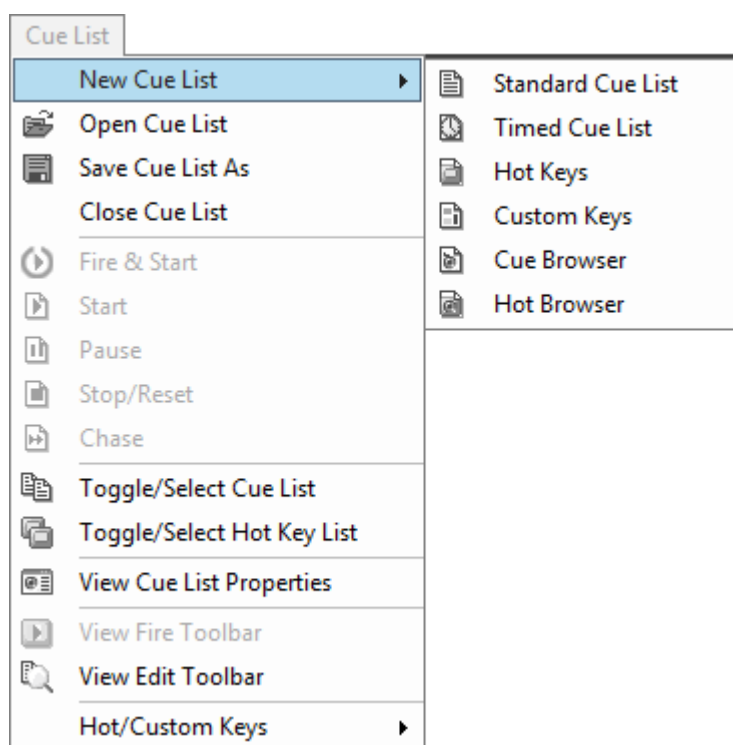 Cue List
New Cue List
Open Cue List
Save Cue List As
Close Cue List
Fire & Start
Start
Pause
Stop/Reset
Chase
Toggle/Select Cue List
Toggle/Select Hot Key List
View Cue List Properties
View Fire Toolbar
View Edit Toolbar
Hot/Custom Keys
Standard Cue List
Timed Cue List
Hot Keys
Custom Keys
Cue Browser
Hot Browser